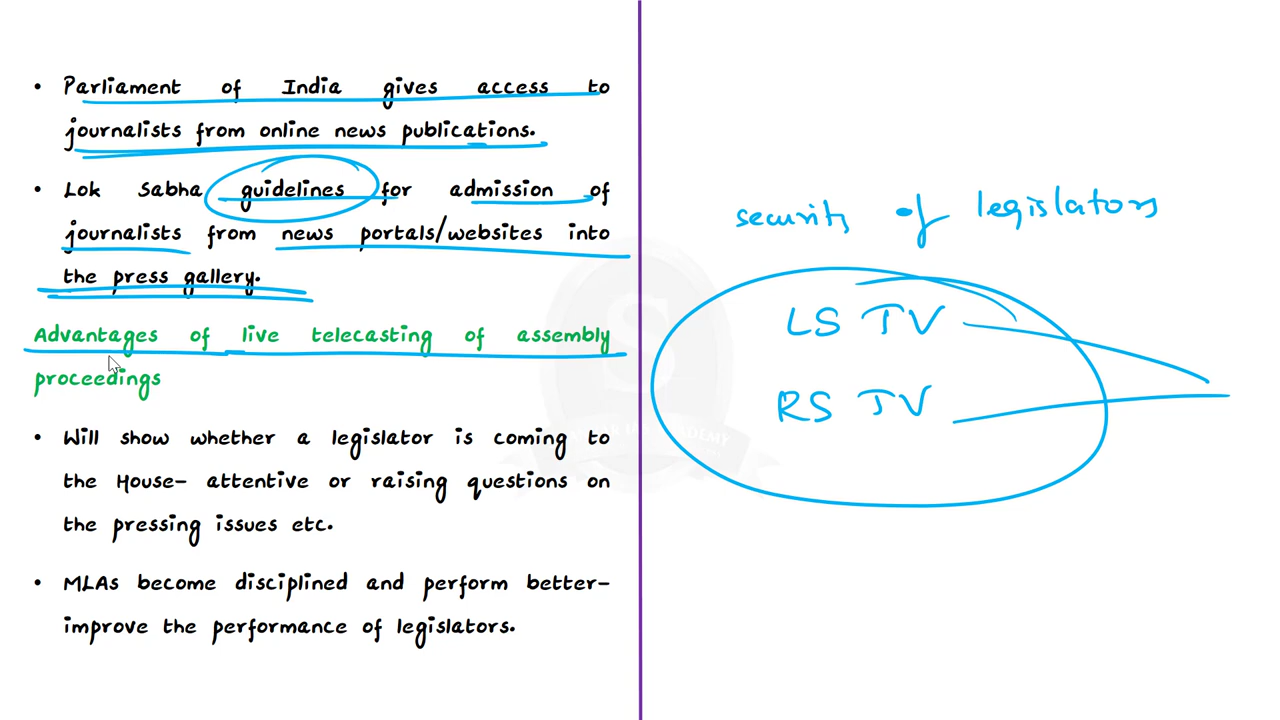 • Parliament of India gives access to
journalists from online news publications.
• Lok Sabha guidelines for admission of
journalists from news portals/websites into
the press gallery.
Advantages of live telecasting of assembly
proceedings
• Will show whether a legislator is coming to
the House- attentive or raising questions on
the pressing issues etc.
• MLAs become disciplined and perform better-
improve the performance of legislators.
security of legislators
LS TV
RS TV